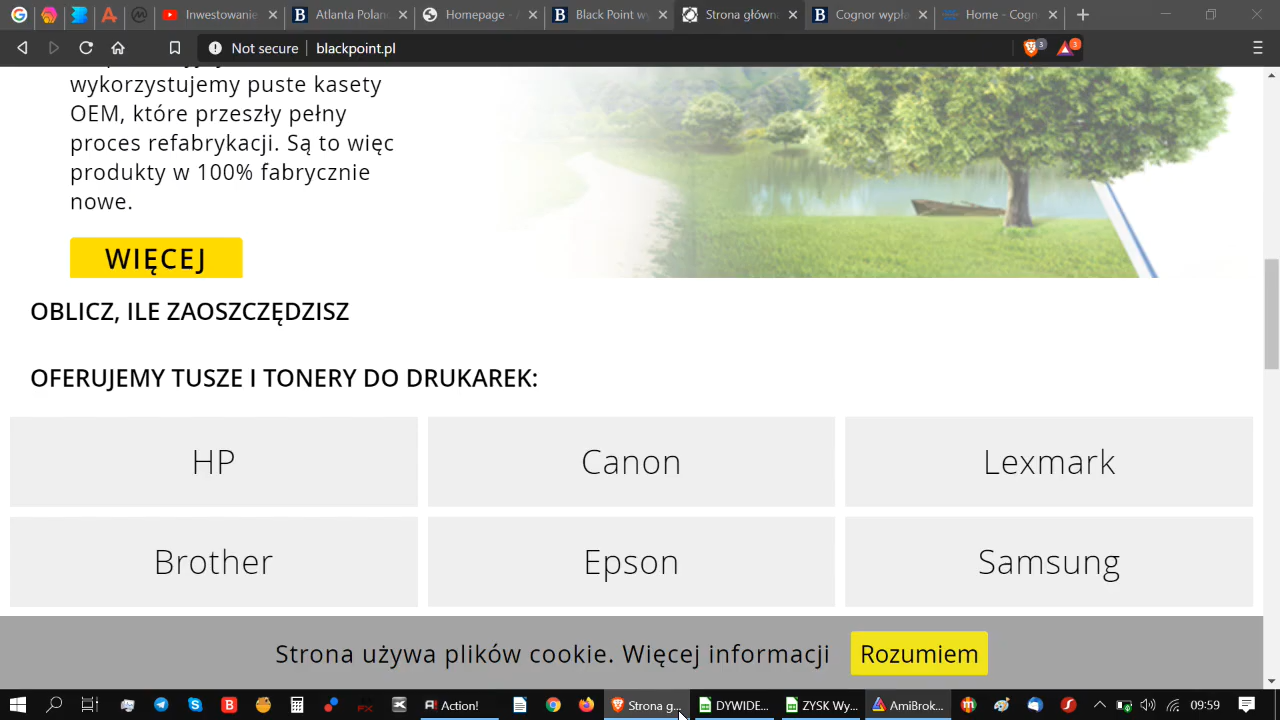 Inwestowanie
Atlanta Polan
Homepage - A
Black Point w
Strona główn
Cognor wypła
Home - Cogn
Not secure
blackpoint.pl
3
3
wykorzystujemy puste kasety
OEM, które przeszły pełny
proces refabrykacji. Są to więc
produkty w 100% fabrycznie
nowe.
WIĘCEJ
OBLICZ, ILE ZAOSZCZĘDZISZ
OFERUJEMY TUSZE I TONERY DO DRUKAREK:
HP
Canon
Lexmark
Brother
Epson
Samsung
Strona używa plików cookie. Więcej informacji
Rozumiem
Action!
Strona g...
DYWIDE...
ZYSK Wy...
AmiBrok...
09:59